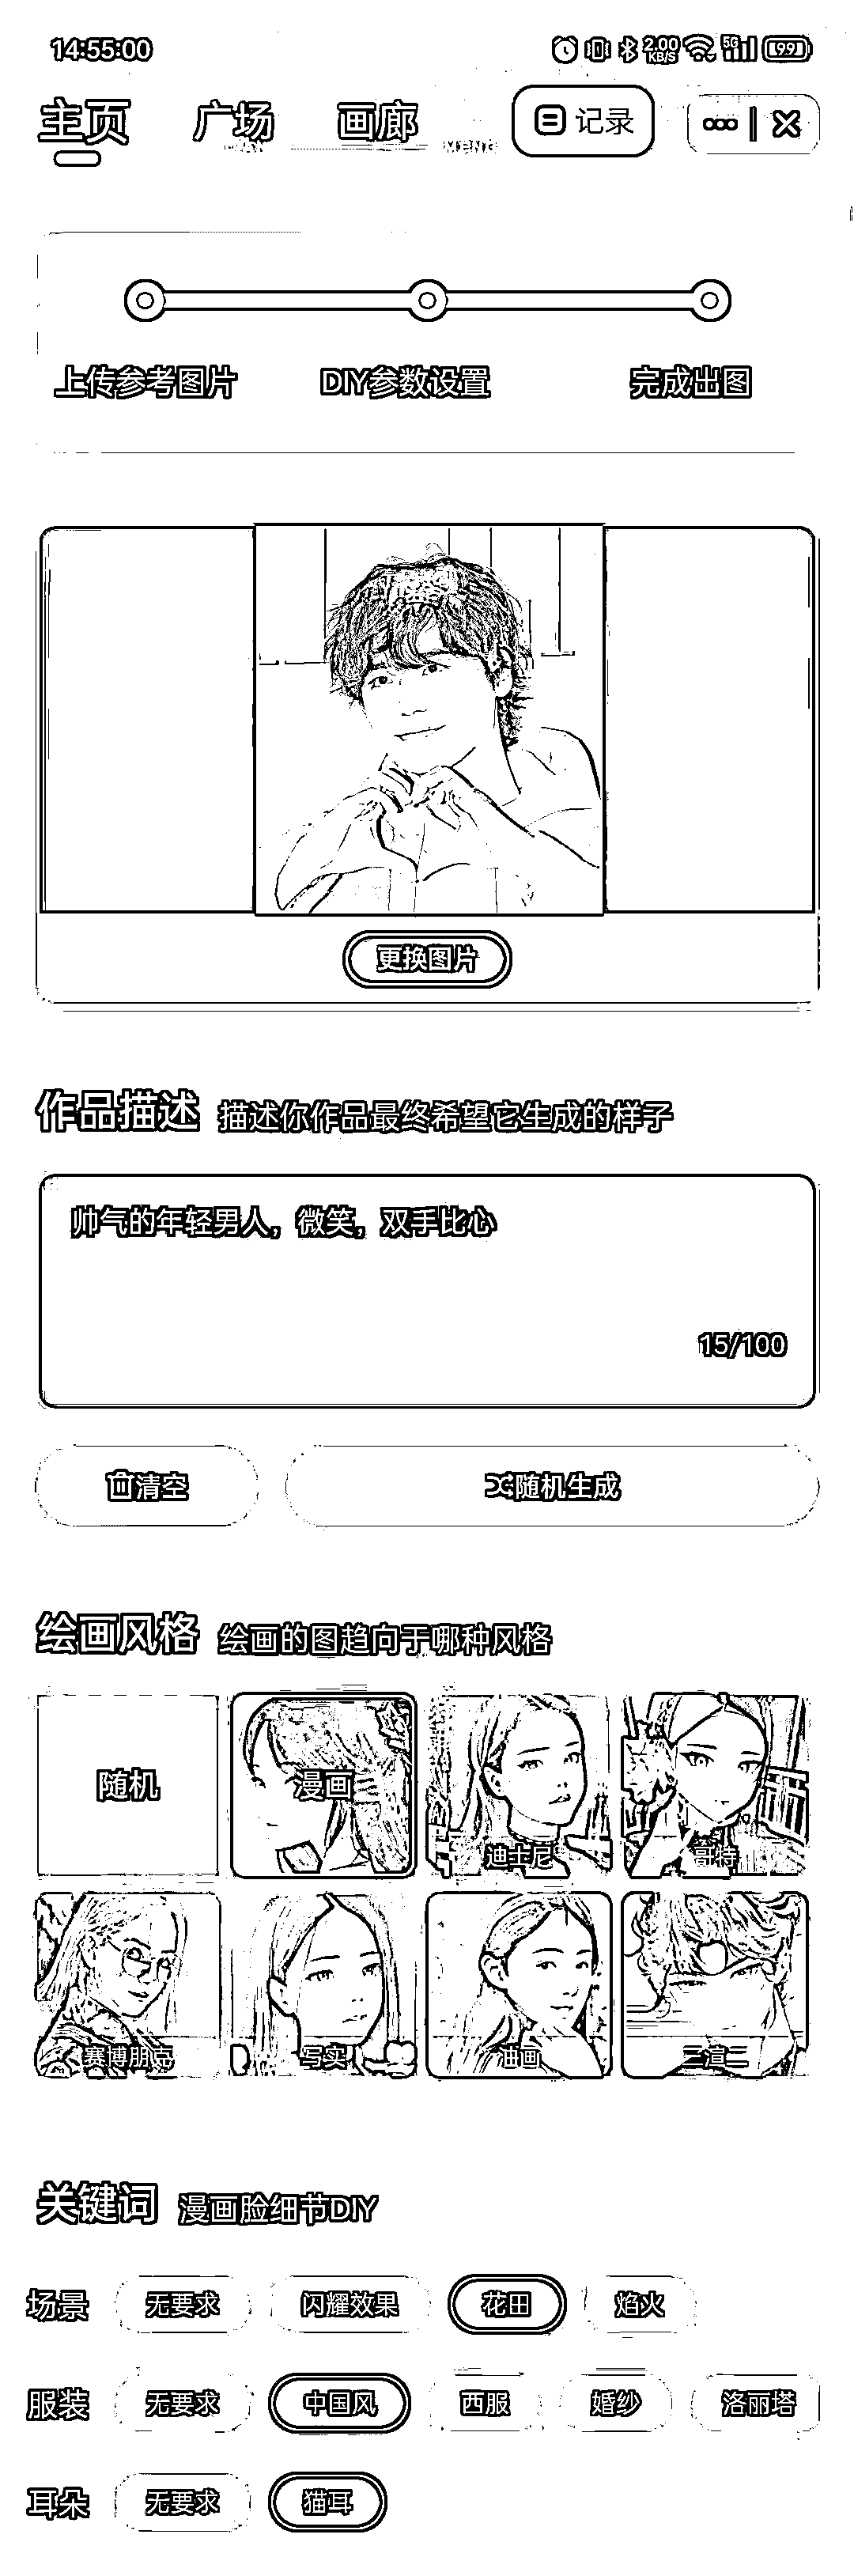 14:55:00 2.00 KB/S 5G 99
主页 广场 画廊 记录
上传参考图片 DIY参数设置 完成出图
更换图片
作品描述 描述你作品最终希望它生成的样子
帅气的年轻男人，微笑，双手比心
15/100
清空 随机生成
绘画风格 绘画的图趋向于哪种风格
随机 漫画 迪士尼 哥特
赛博朋克 写实 油画
关键词 漫画脸细节DIY
场景 无要求 闪耀效果 花田 焰火
服装 无要求 中国风 西服 婚纱 洛丽塔
耳朵 无要求 猫耳